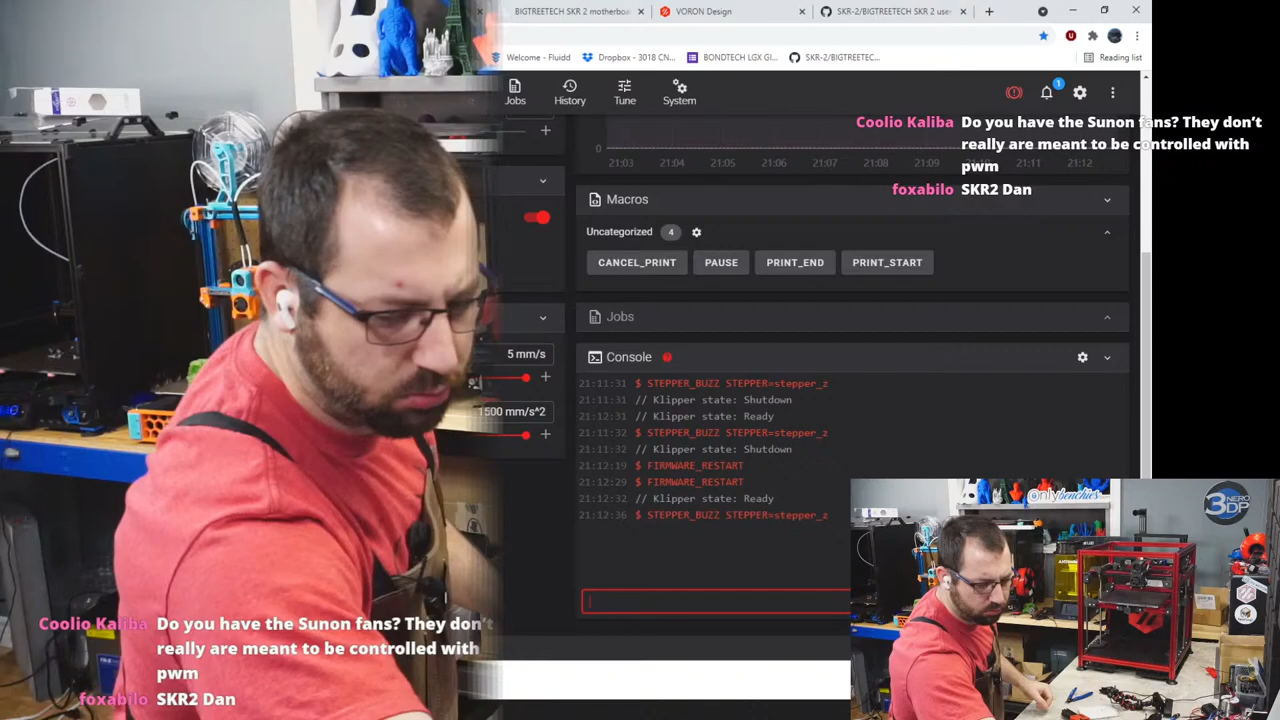 BIGTREETECH SKR 2 motherboa
VORON Design
SKR-2/BIGTREETECH SKR 2 use
Welcome - Fluidd
Dropbox - 3018 CN...
BONDTECH LGX GI...
SKR-2/BIGTREETEC...
Reading list
Jobs
History
Tune
System
1
Coolio Kaliba Do you have the Sunon fans? They don't
really are meant to be controlled with
pwm
foxabilo SKR2 Dan
0
21:03 21:04 21:05 21:06 21:07 21:08 21:09 21:10 21:11 21:12
Macros
Uncategorized 4
CANCEL_PRINT PAUSE PRINT_END PRINT_START
Jobs
5 mm/s
1500 mm/s^2
Console
21:11:31 $ STEPPER_BUZZ STEPPER=stepper_z
21:11:31 // Klipper state: Shutdown
21:12:31 // Klipper state: Ready
21:11:32 $ STEPPER_BUZZ STEPPER=stepper_z
21:11:32 // Klipper state: Shutdown
21:12:19 $ FIRMWARE_RESTART
21:12:29 $ FIRMWARE_RESTART
21:12:32 // Klipper state: Ready
21:12:36 $ STEPPER_BUZZ STEPPER=stepper_z
Onlybenchies
3 NERO
3DP
Coolio Kaliba Do you have the Sunon fans? They don't
really are meant to be controlled with
pwm
foxabilo SKR2 Dan